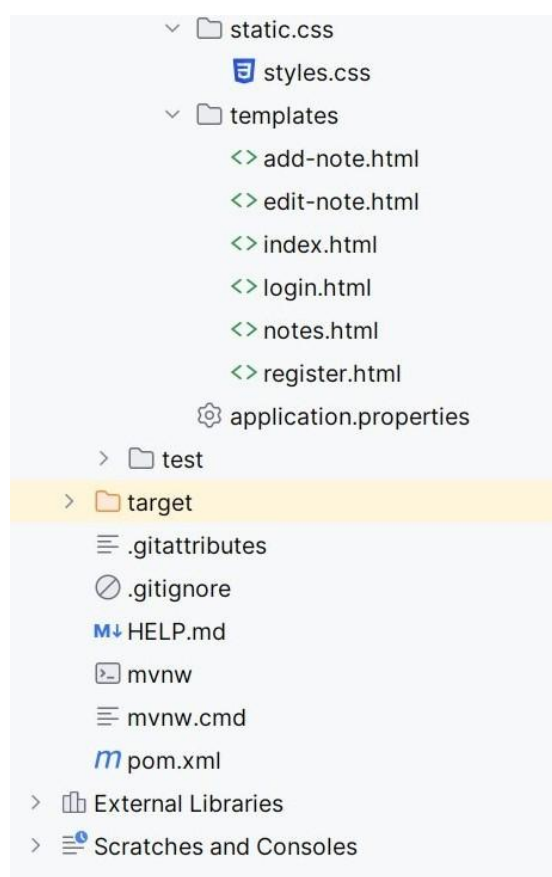 static.css
styles.css
templates
add-note.html
edit-note.html
index.html
login.html
notes.html
register.html
application.properties
test
target
.gitattributes
.gitignore
M↓ HELP.md
mvnw
mvnw.cmd
m pom.xml
External Libraries
Scratches and Consoles